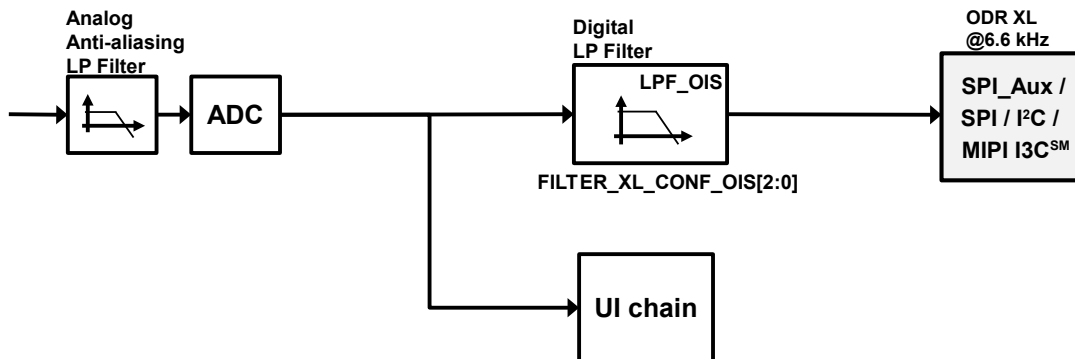 Analog
Anti-aliasing
LP Filter
ADC
Digital
LP Filter
LPF_OIS
FILTER_XL_CONF_OIS[2:0]
ODR XL
@6.6 kHz
SPI_Aux /
SPI / I²C /
MIPI I3Cˢᴹ
UI chain